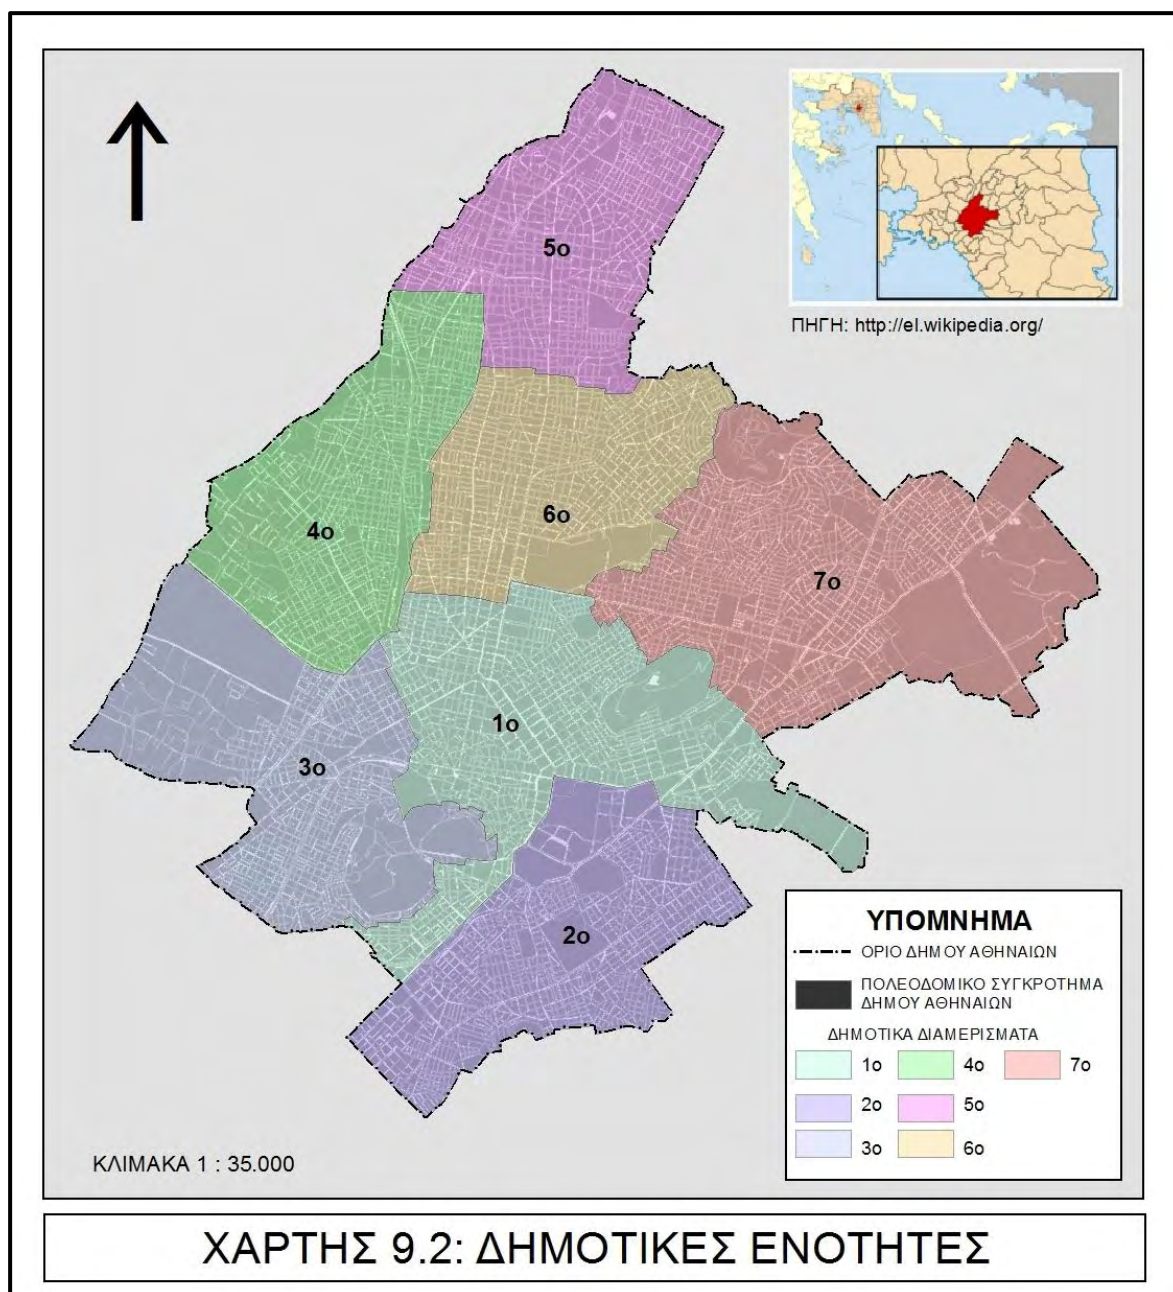 5ο
ΠΗΓΗ: http://el.wikipedia.org/
4ο
6ο
7ο
1ο
3ο
2ο
ΥΠΟΜΝΗΜΑ
ΟΡΙΟ ΔΗΜΟΥ ΑΘΗΝΑΙΩΝ
ΠΟΛΕΟΔΟΜΙΚΟ ΣΥΓΚΡΟΤΗΜΑ
ΔΗΜΟΥ ΑΘΗΝΑΙΩΝ
ΔΗΜΟΤΙΚΑ ΔΙΑΜΕΡΙΣΜΑΤΑ
1ο 4ο 7ο
2ο 5ο
3ο 6ο
ΚΛΙΜΑΚΑ 1 : 35.000
ΧΑΡΤΗΣ 9.2: ΔΗΜΟΤΙΚΕΣ ΕΝΟΤΗΤΕΣ